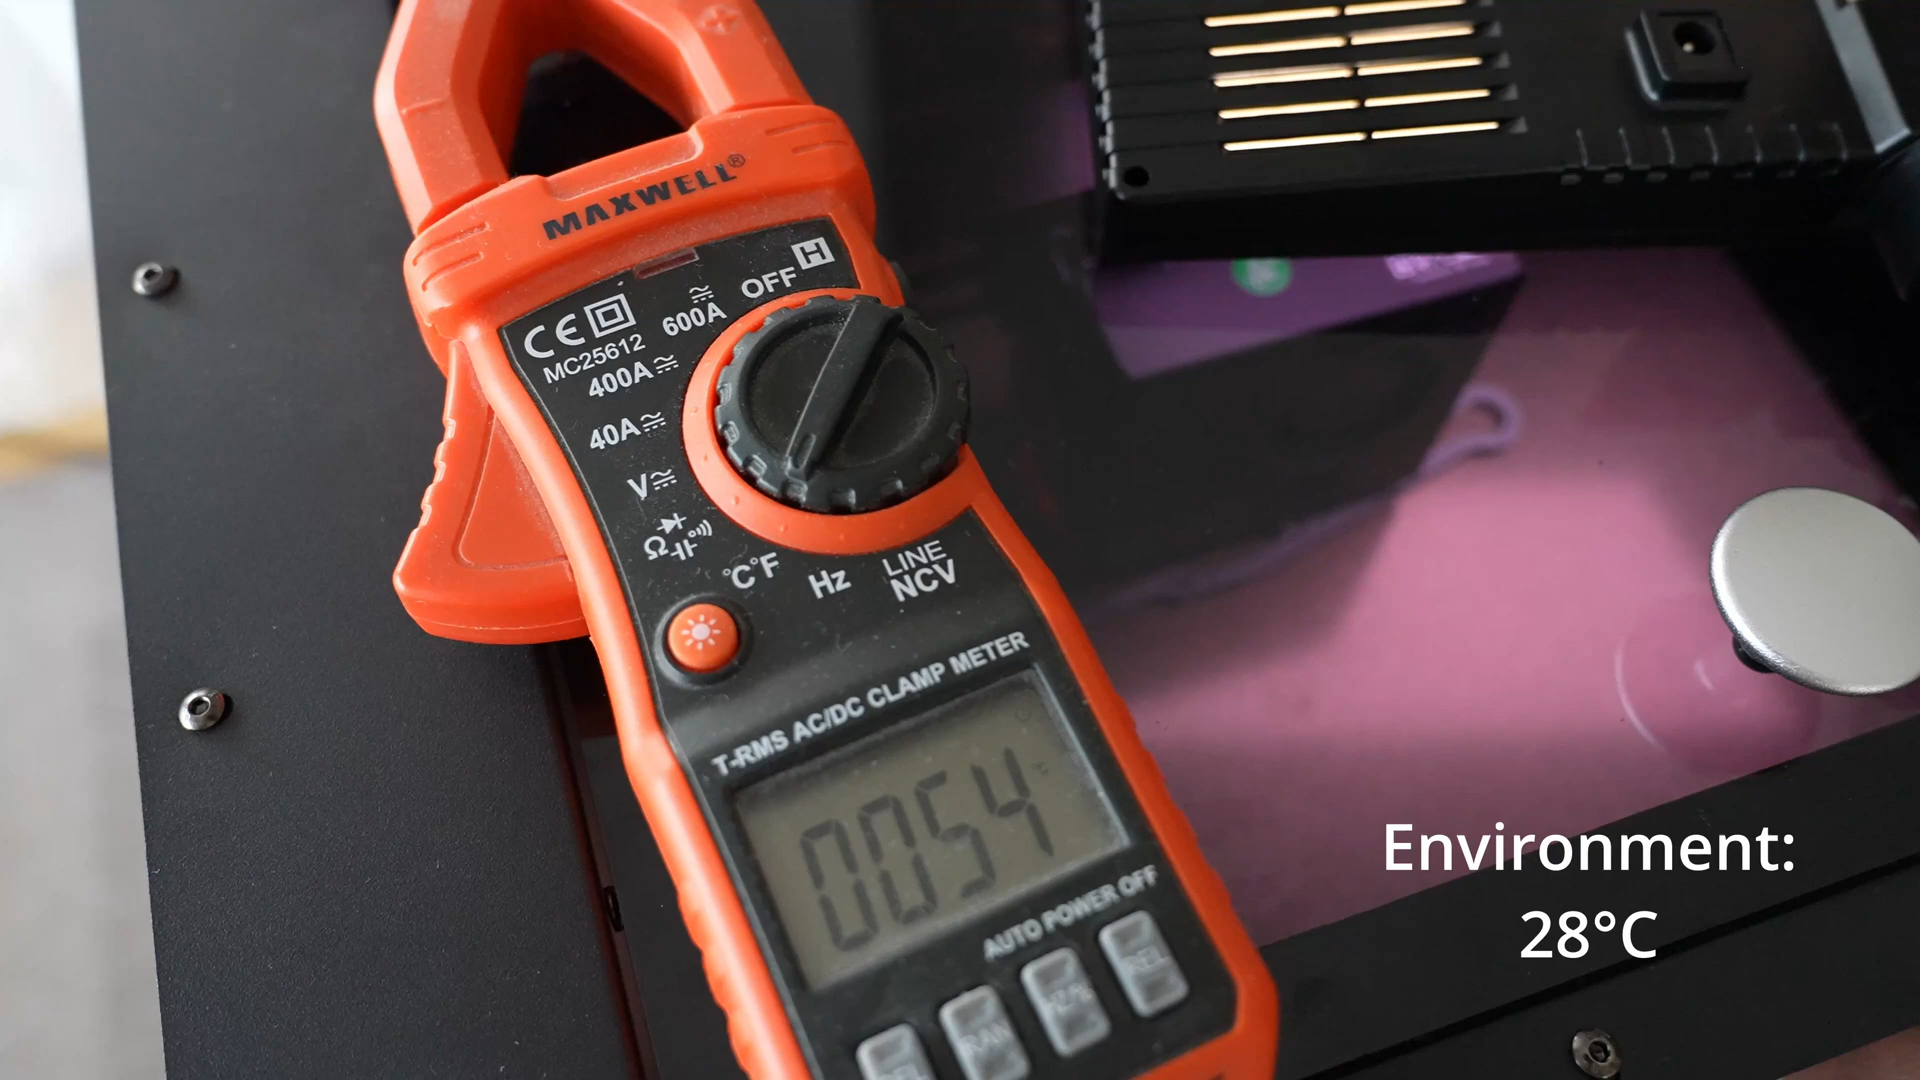 MAXWELL®
OFF H
600A
CE
MC25612
400A
40A
V
Ω
°C°F
Hz
LINE
NCV
T-RMS AC/DC CLAMP METER
0054
AUTO POWER OFF
REL
Environment:
28°C